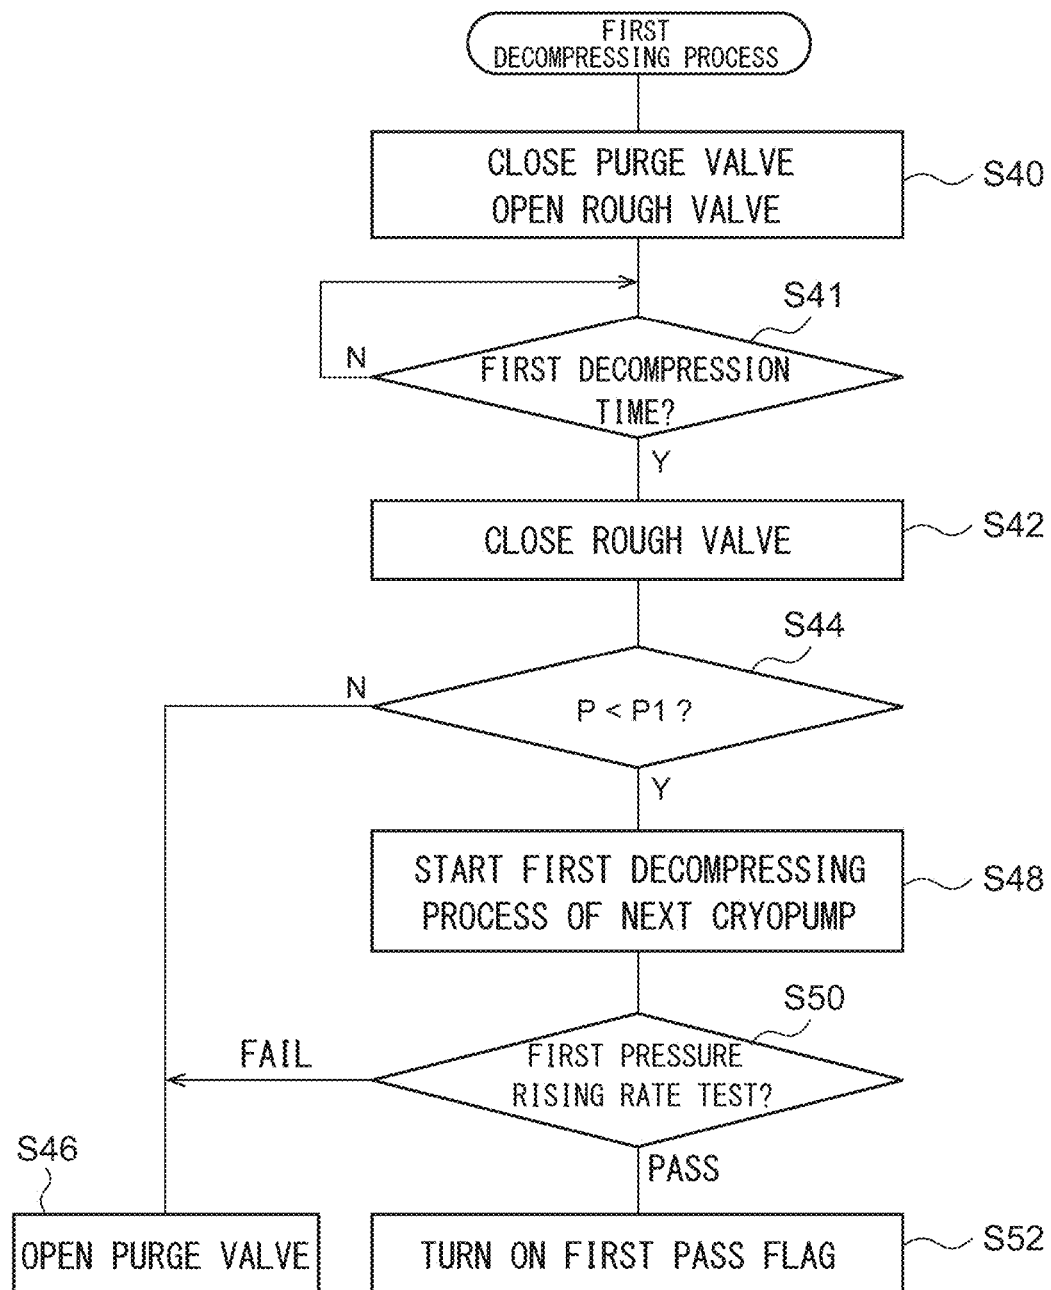 FIRST
DECOMPRESSING PROCESS
CLOSE PURGE VALVE
OPEN ROUGH VALVE
S40
S41
N
FIRST DECOMPRESSION
TIME?
Y
CLOSE ROUGH VALVE
S42
S44
N
P < P1 ?
Y
START FIRST DECOMPRESSING
PROCESS OF NEXT CRYOPUMP
S48
S50
FAIL
FIRST PRESSURE
RISING RATE TEST?
PASS
S46
OPEN PURGE VALVE
TURN ON FIRST PASS FLAG
S52